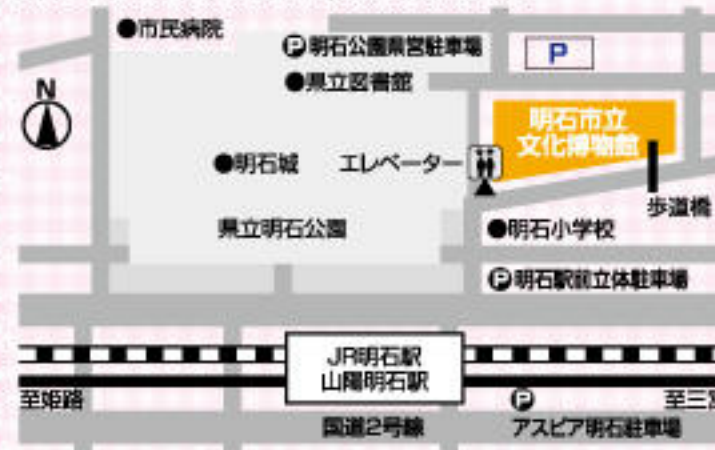 ●市民病院
Ⓟ明石公園県営駐車場
P
●県立図書館
N
明石市立
文化博物館
●明石城
エレベーター
歩道橋
県立明石公園
●明石小学校
Ⓟ明石駅前立体駐車場
JR明石駅
山陽明石駅
至姫路
Ⓟ
至三宮
国道2号線
アスピア明石駐車場